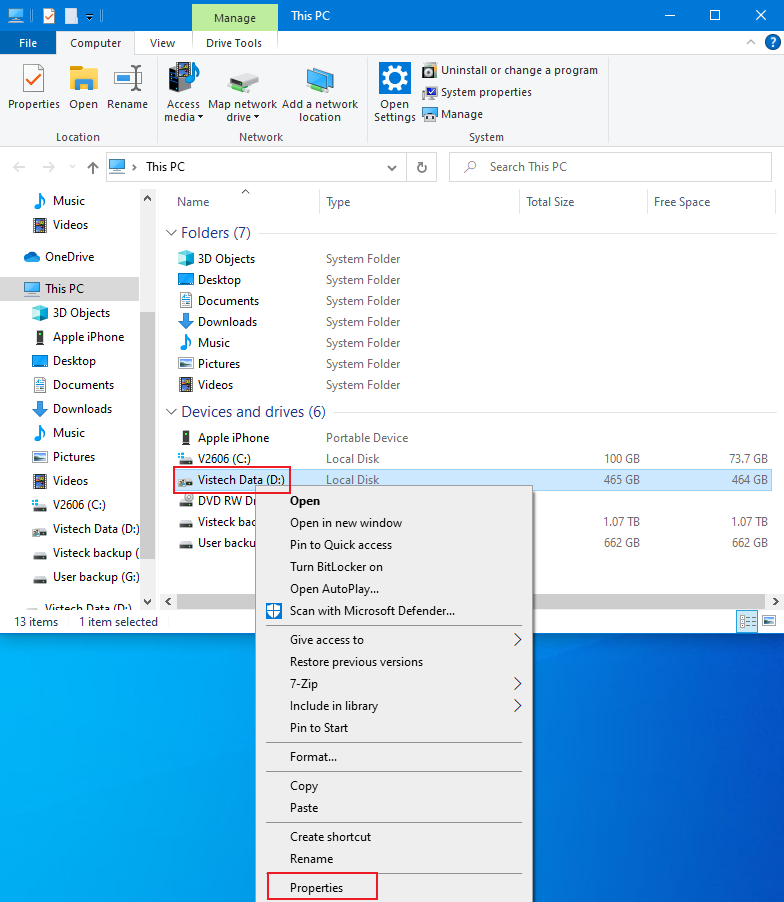 Manage
This PC
File
Computer
View
Drive Tools
Properties
Open
Rename
Access media
Map network drive
Add a network location
Open Settings
Uninstall or change a program
System properties
Manage
Location
Network
System
This PC
Search This PC
Music
Videos
OneDrive
This PC
3D Objects
Apple iPhone
Desktop
Documents
Downloads
Music
Pictures
Videos
V2606 (C:)
Vistech Data (D:)
Visteck backup (
User backup (G:)
Vistech Data (D:)
Name Type Total Size Free Space
Folders (7)
3D Objects System Folder
Desktop System Folder
Documents System Folder
Downloads System Folder
Music System Folder
Pictures System Folder
Videos System Folder
Devices and drives (6)
Apple iPhone Portable Device
V2606 (C:) Local Disk 100 GB 73.7 GB
Vistech Data (D:) Local Disk 465 GB 464 GB
DVD RW D
Visteck bac 1.07 TB 1.07 TB
User backu 662 GB 662 GB
Open
Open in new window
Pin to Quick access
Turn BitLocker on
Open AutoPlay...
Scan with Microsoft Defender...
Give access to
Restore previous versions
7-Zip
Include in library
Pin to Start
Format...
Copy
Paste
Create shortcut
Rename
Properties
13 items 1 item selected